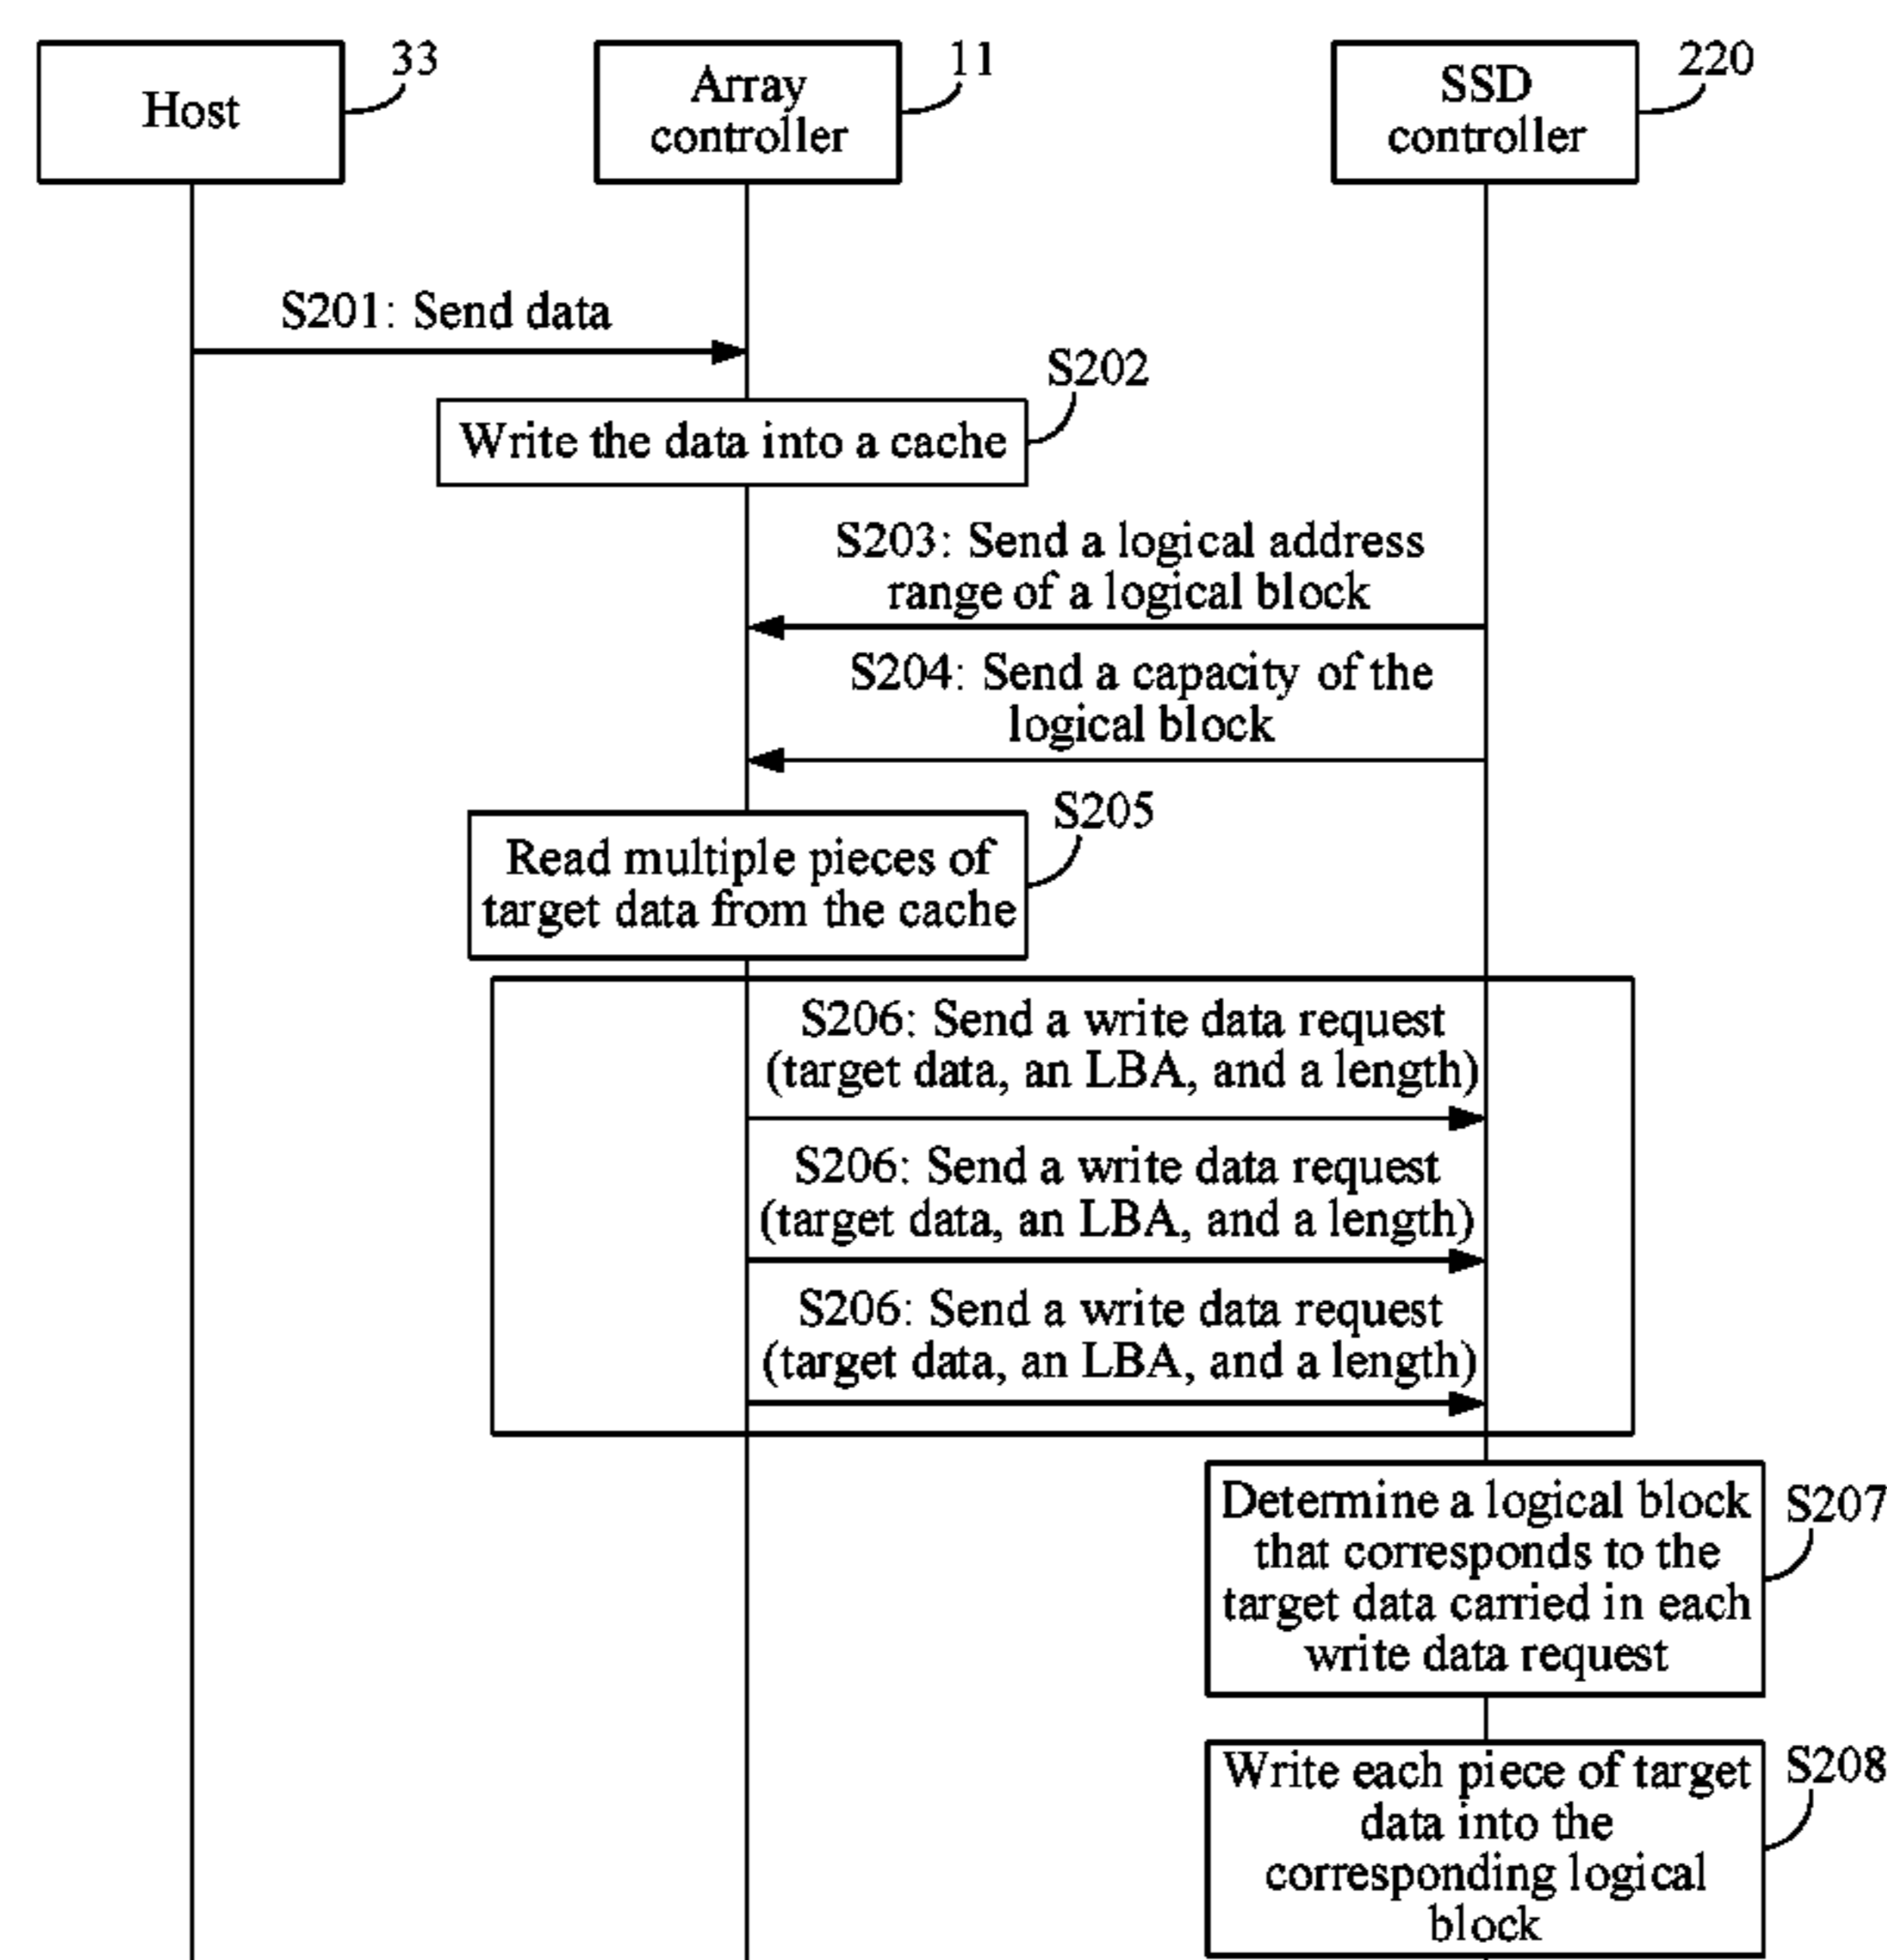 Host
33
Array
controller
11
SSD
controller
220
S201: Send data
S202
Write the data into a cache
S203: Send a logical address
range of a logical block
S204: Send a capacity of the
logical block
S205
Read multiple pieces of
target data from the cache
S206: Send a write data request
(target data, an LBA, and a length)
S206: Send a write data request
(target data, an LBA, and a length)
S206: Send a write data request
(target data, an LBA, and a length)
Determine a logical block
that corresponds to the
target data carried in each
write data request
S207
Write each piece of target
data into the
corresponding logical
block
S208